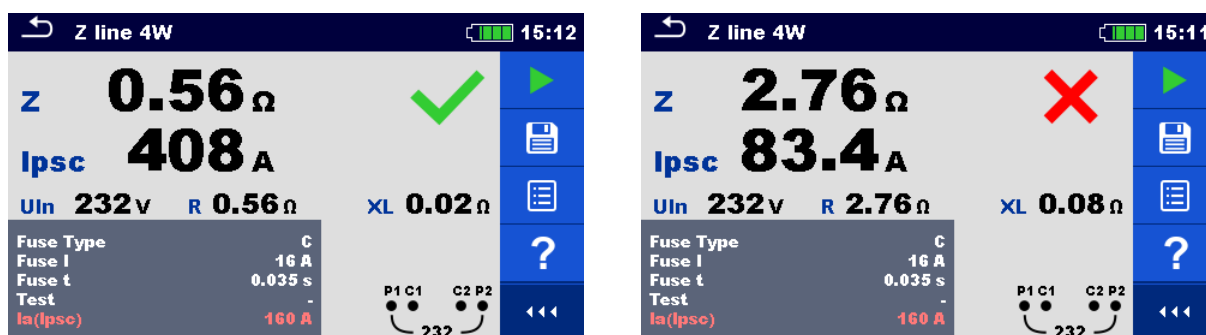 Z line 4W 15:12
Z 0.56 Ω
Ipsc 408 A
Uln 232 V R 0.56 Ω XL 0.02 Ω
Fuse Type C
Fuse I 16 A
Fuse t 0.035 s
Test -
Ia(Ipsc) 160 A
P1 C1 C2 P2
232
?
Z line 4W 15:11
Z 2.76 Ω
Ipsc 83.4 A
Uln 232 V R 2.76 Ω XL 0.08 Ω
Fuse Type C
Fuse I 16 A
Fuse t 0.035 s
Test -
Ia(Ipsc) 160 A
P1 C1 C2 P2
232
?